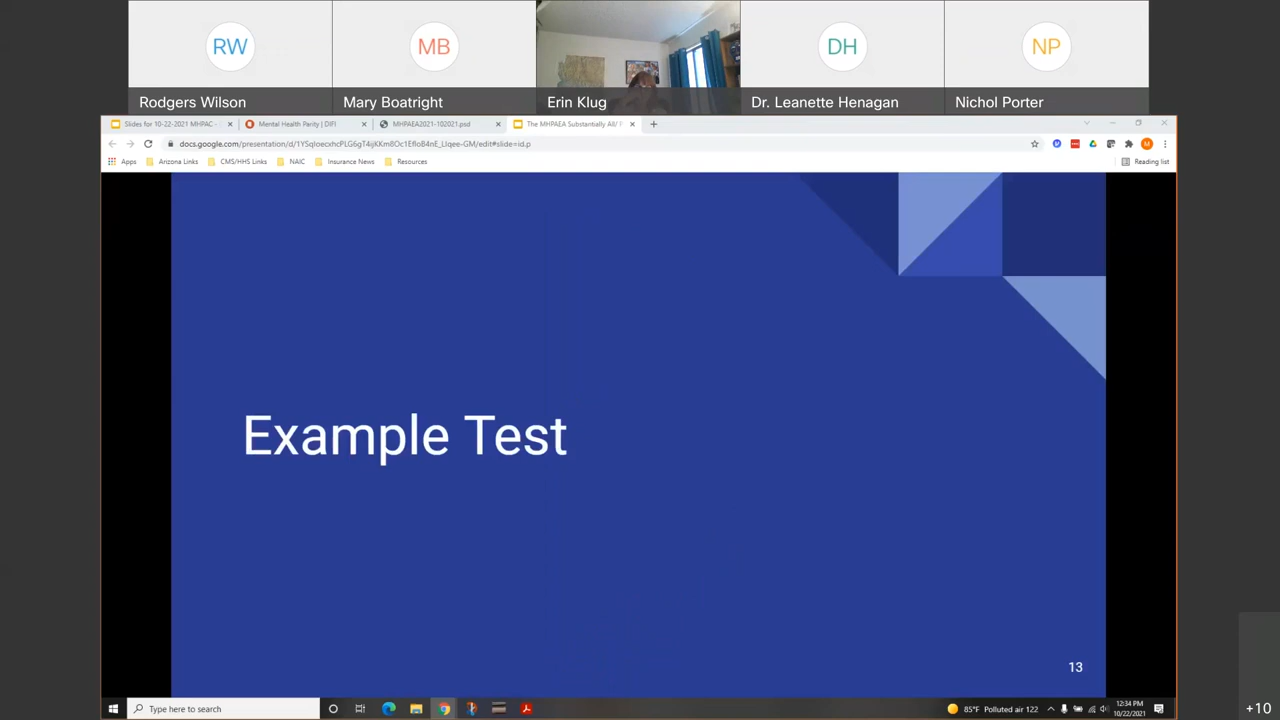 RW
MB
DH
NP
Rodgers Wilson
Mary Boatright
Erin Klug
Dr. Leanette Henagan
Nichol Porter
Slides for 10-22-2021 MHPAC -
Mental Health Parity | DIFI
MHPAEA2021-102021.psd
The MHPAEA Substantially All/
Apps
Arizona Links
CMS/HHS Links
NAIC
Insurance News
Resources
Reading list
Example Test
13
Type here to search
85°F Polluted air 122
12:34 PM
10/22/2021
+10